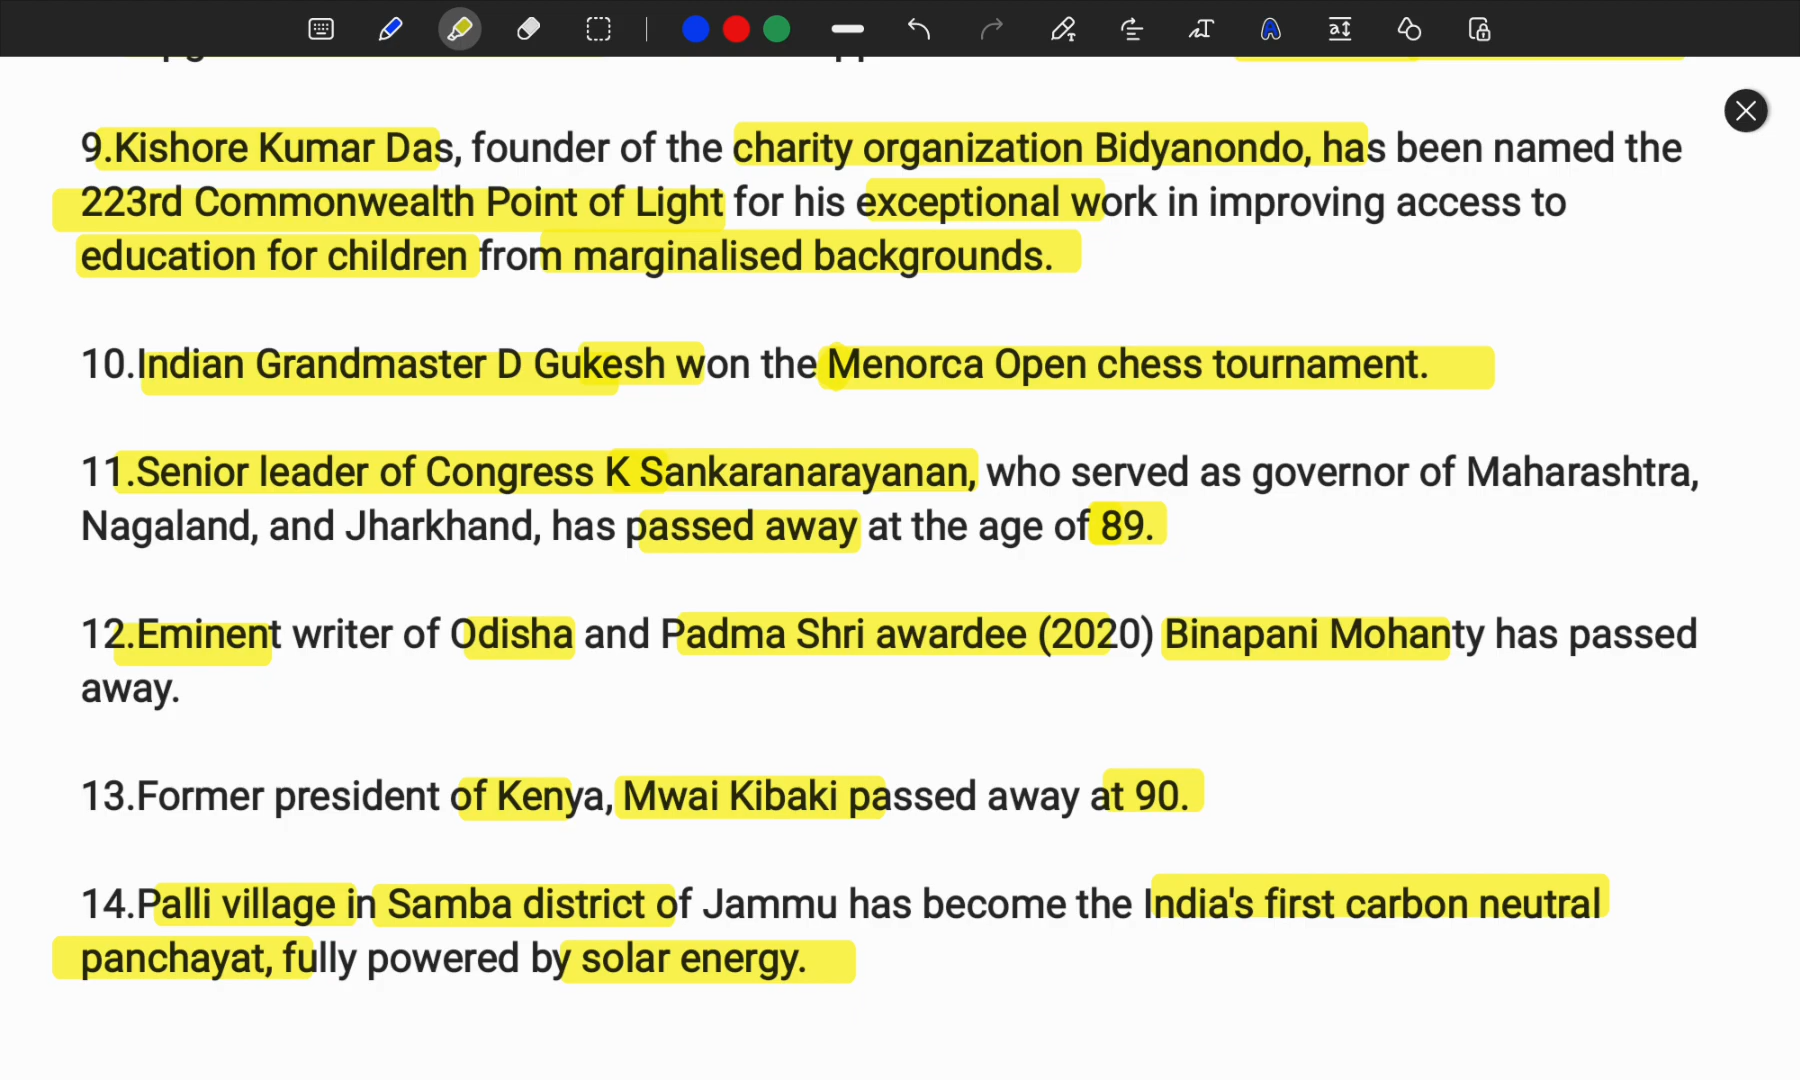 9.Kishore Kumar Das, founder of the charity organization Bidyanondo, has been named the
223rd Commonwealth Point of Light for his exceptional work in improving access to
education for children from marginalised backgrounds.
10.Indian Grandmaster D Gukesh won the Menorca Open chess tournament.
11.Senior leader of Congress K Sankaranarayanan, who served as governor of Maharashtra,
Nagaland, and Jharkhand, has passed away at the age of 89.
12.Eminent writer of Odisha and Padma Shri awardee (2020) Binapani Mohanty has passed
away.
13.Former president of Kenya, Mwai Kibaki passed away at 90.
14.Palli village in Samba district of Jammu has become the India's first carbon neutral
panchayat, fully powered by solar energy.